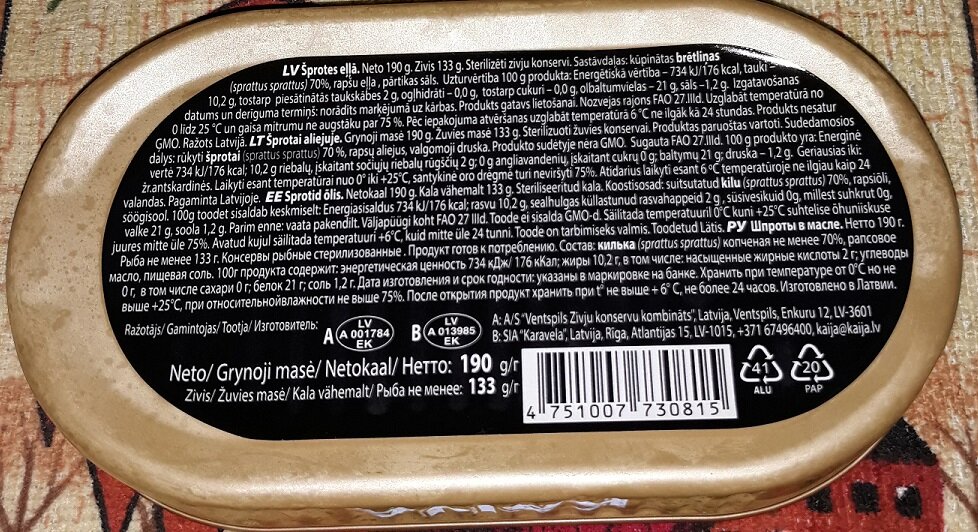 LV Šprotes eļļā. Neto 190 g. Zivis 133 g. Sterilizēti zivju konservi. Sastāvdaļas: kūpinātas brētliņas
(sprattus sprattus) 70%, rapšu eļļa, pārtikas sāls. Uzturvērtība 100 g produkta: Enerģētiskā vērtība – 734 kJ/176 kcal, tauki –
10,2 g, tostarp piesātinātās taukskābes 2 g, ogļhidrāti – 0,0 g, tostarp cukuri – 0,0 g, olbaltumvielas – 21 g, sāls –1,2 g. Izgatavošanas
datums un derīguma termiņš: norādīts marķējumā uz kārbas. Produkts gatavs lietošanai. Nozvejas rajons FAO 27.IIId. Uzglabāt temperatūrā no
0 līdz 25 °C un gaisa mitrumu ne augstāku par 75 %. Pēc iepakojuma atvēršanas uzglabāt temperatūrā 6 °C ne ilgāk kā 24 stundas. Produkts nesatur
GMO. Ražots Latvijā. LT Šprotai aliejuje. Grynoji masė 190 g. Žuvies masė 133 g. Sterilizuoti žuvies konservai. Produktas paruoštas vartoti. Sudedamosios
dalys: rūkyti šprotai (sprattus sprattus) 70 %, rapsų aliejus, valgomoji druska. Produkto sudėtyje nėra GMO. Sugauta FAO 27.IIId. 100 g produkto yra: Energinė
vertė 734 kJ/176 kcal; 10,2 g riebalų, įskaitant sočiųjų riebalų rūgščių 2 g; 0 g angliavandenių, įskaitant cukrų 0 g; baltymų 21 g; druska – 1,2 g. Geriausias iki:
žr.antskardinės. Laikyti esant temperatūrai nuo 0° iki +25°C, santykinė oro drėgmė turi neviršyti 75%. Atidarius laikyti esant 6 °C temperatūroje ne ilgiau kaip 24
valandas. Pagaminta Latvijoje. EE Sprotid õlis. Netokaal 190 g. Kala vähemalt 133 g. Steriliseeritud kala. Koostisosad: suitsutatud kilu (sprattus sprattus) 70%, rapsiõli,
söögisool. 100g toodet sisaldab keskmiselt: Energiasisaldus 734 kJ/176 kcal; rasvu 10,2 g, sealhulgas küllastunud rasvahappeid 2 g , süsivesikuid 0g, millest suhkrut 0g,
valke 21 g, soola 1,2 g. Parim enne: vaata pakendilt. Väljapüügi koht FAO 27 IIId. Toode ei sisalda GMO-d. Säilitada temperatuuril 0°C kuni +25°C suhtelise õhuniiskuse
juures mitte üle 75%. Avatud kujul säilitada temperatuuri +6°C, kuid mitte üle 24 tunni. Toode on tarbimiseks valmis. Toodetud Lätis. РУ Шпроты в масле. Нетто 190 г.
Рыба не менее 133 г. Консервы рыбные стерилизованные . Продукт готов к потреблению. Состав: килька (sprattus sprattus) копченая не менее 70%, рапсовое
масло, пищевая соль. 100г продукта содержит: энергетическая ценность 734 кДж/ 176 кКал; жиры 10,2 г, в том числе: насыщенные жирные кислоты 2 г; углеводы
0 г, в том числе сахари 0 г; белок 21 г; соль 1,2 г. Дата изготовления и срок годности: указаны в маркировке на банке. Хранить при температуре от 0°C но не
выше +25°C, при относительнойвлажности не выше 75%. После открытия продукт хранить при t° не выше + 6°C, не более 24 часов. Изготовлено в Латвии.
Ražotājs/ Gamintojas/ Tootja/ Изготовитель:
A LV A 001784 EK B LV A 013985 EK
A: A/S "Ventspils Zivju konservu kombināts", Latvija, Ventspils, Enkuru 12, LV-3601
B: SIA "Karavela", Latvija, Rīga, Atlantijas 15, LV-1015, +371 67496400, kaija@kaija.lv
Neto/ Grynoji masė/ Netokaal/ Нетто: 190 g/г
Zivis/ Žuvies masė/ Kala vähemalt/ Рыба не менее: 133 g/г
4 751007 730815
41 ALU
20 PAP